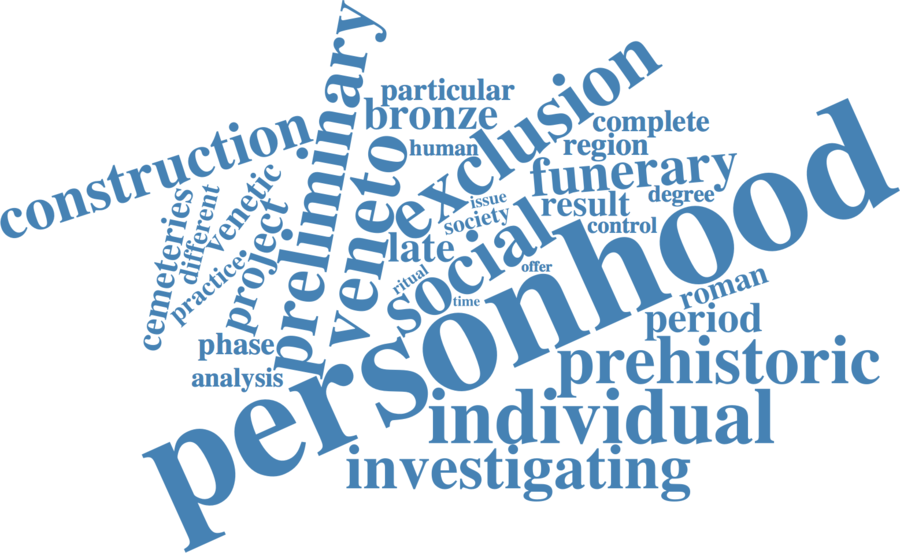 preliminary
exclusion
particular
bronze
construction
complete
human
region
veneto
funerary
personhood
cemeteries
different
venetic
issue
degree
society
result
project
social
control
late
practice
ritual
offer
time
roman
period
phase
prehistoric
analysis
individual
investigating